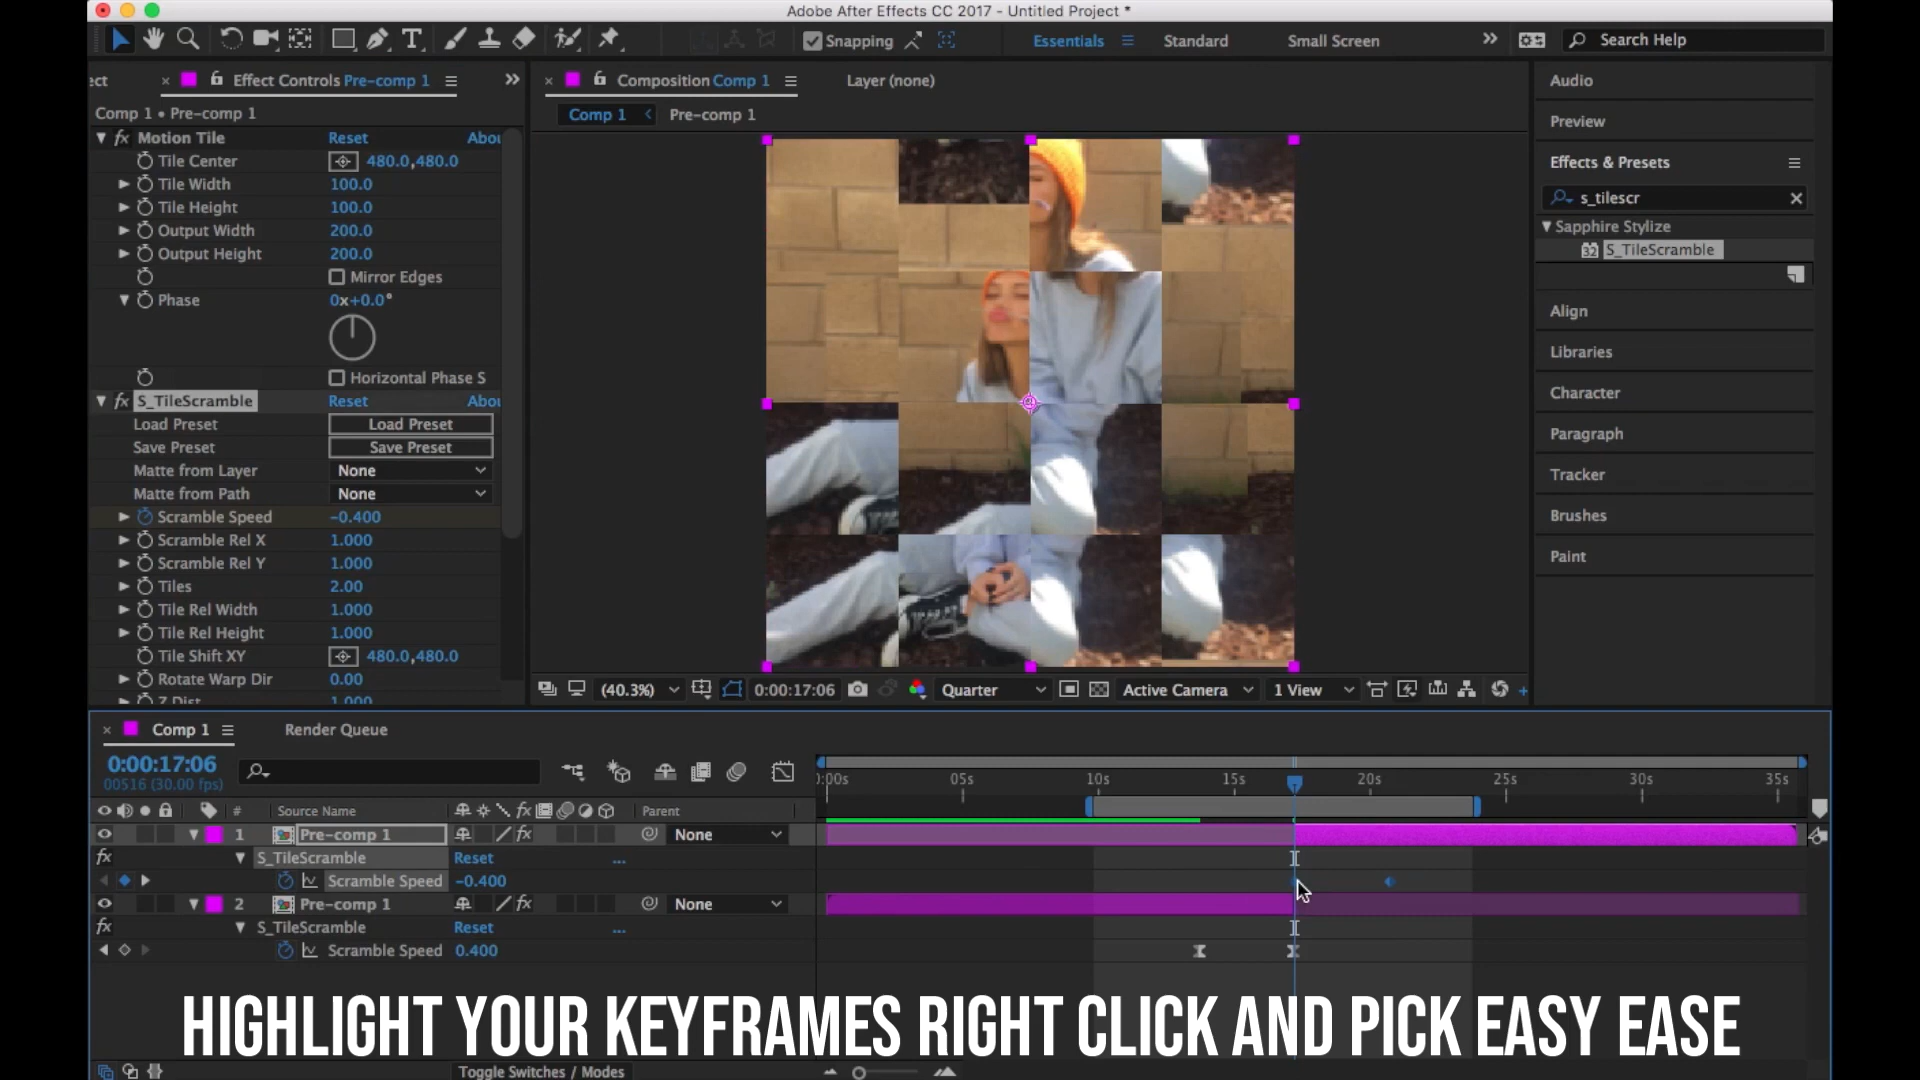 Adobe After Effects CC 2017 - Untitled Project *
Snapping
Essentials
Standard
Small Screen
Search Help
ect
Effect Controls Pre-comp 1
Composition Comp 1
Layer (none)
Comp 1 • Pre-comp 1
Comp 1
Pre-comp 1
fx Motion Tile Reset Abou
Tile Center 480.0,480.0
Tile Width 100.0
Tile Height 100.0
Output Width 200.0
Output Height 200.0
Mirror Edges
Phase 0x+0.0°
Horizontal Phase S
fx S_TileScramble Reset Abou
Load Preset Load Preset
Save Preset Save Preset
Matte from Layer None
Matte from Path None
Scramble Speed -0.400
Scramble Rel X 1.000
Scramble Rel Y 1.000
Tiles 2.00
Tile Rel Width 1.000
Tile Rel Height 1.000
Tile Shift XY 480.0,480.0
Rotate Warp Dir 0.00
Z Dist 1.000
(40.3%) 0:00:17:06 Quarter Active Camera 1 View
Audio
Preview
Effects & Presets
s_tilescr
Sapphire Stylize
32 S_TileScramble
Align
Libraries
Character
Paragraph
Tracker
Brushes
Paint
Comp 1
Render Queue
0:00:17:06
00516 (30.00 fps)
:00s 05s 10s 15s 20s 25s 30s 35s
# Source Name fx Parent
1 Pre-comp 1 fx None
fx S_TileScramble Reset ...
Scramble Speed -0.400
2 Pre-comp 1 fx None
fx S_TileScramble Reset ...
Scramble Speed 0.400
HIGHLIGHT YOUR KEYFRAMES RIGHT CLICK AND PICK EASY EASE
Toggle Switches / Modes